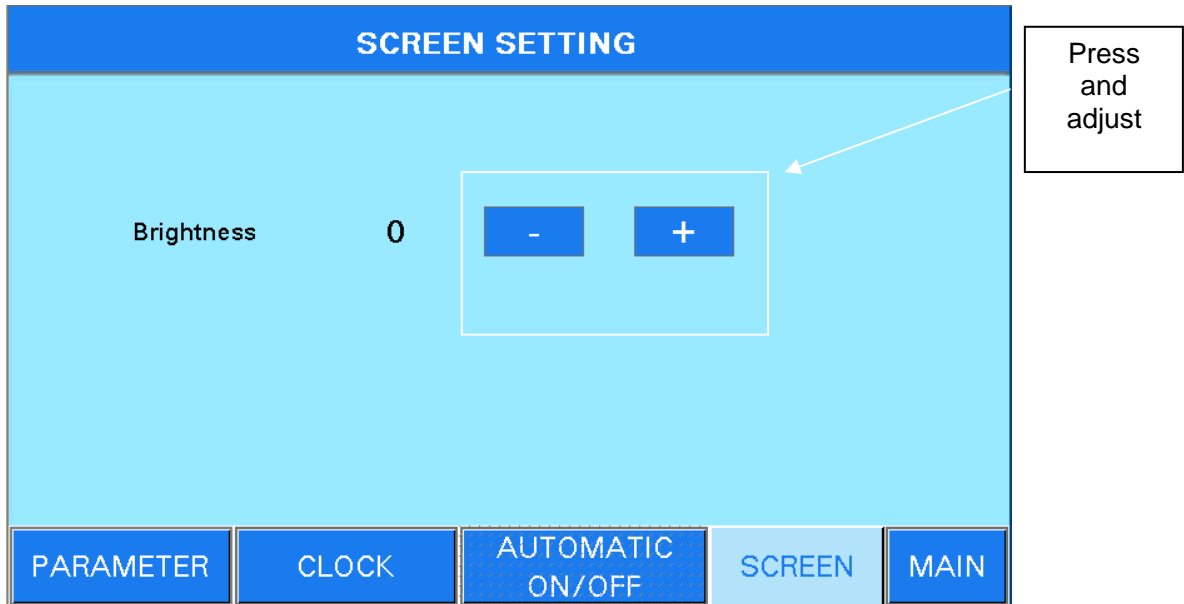 SCREEN SETTING
Press
and
adjust
Brightness 0 - +
PARAMETER CLOCK AUTOMATIC ON/OFF SCREEN MAIN